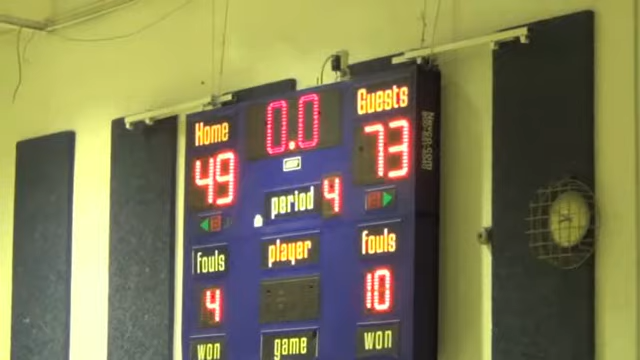 Home 0.0 Guests
49 73
period 4
fouls player fouls
4 10
won game won